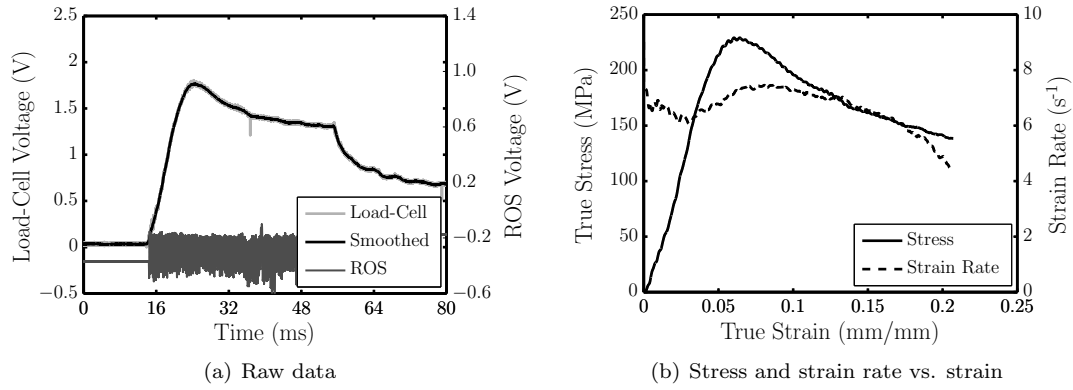 2.5
2
1.5
1
0.5
0
−0.5
Load-Cell Voltage (V)
1.4
1.0
0.6
0.2
−0.2
−0.6
ROS Voltage (V)
Load-Cell
Smoothed
ROS
0 16 32 48 64 80
Time (ms)
(a) Raw data
250
200
150
100
50
0
True Stress (MPa)
10
8
6
4
2
0
Strain Rate (s-1)
Stress
Strain Rate
0 0.05 0.1 0.15 0.2 0.25
True Strain (mm/mm)
(b) Stress and strain rate vs. strain